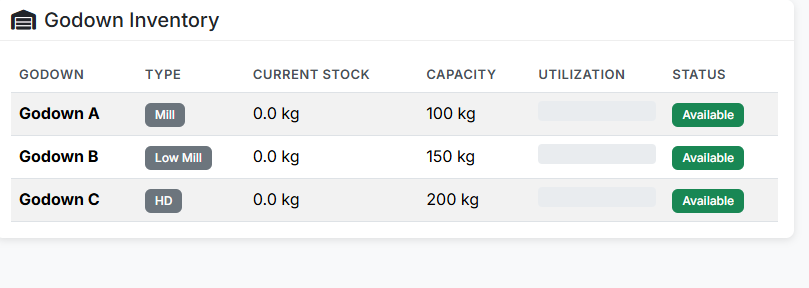 Godown Inventory
GODOWN TYPE CURRENT STOCK CAPACITY UTILIZATION STATUS
Godown A Mill 0.0 kg 100 kg Available
Godown B Low Mill 0.0 kg 150 kg Available
Godown C HD 0.0 kg 200 kg Available